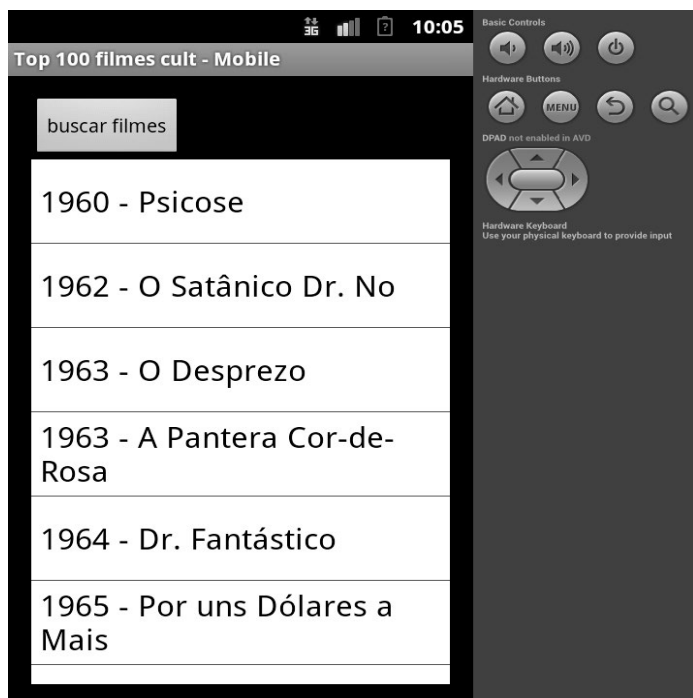 3G
?
10:05
Top 100 filmes cult - Mobile
buscar filmes
1960 - Psicose
1962 - O Satânico Dr. No
1963 - O Desprezo
1963 - A Pantera Cor-de-
Rosa
1964 - Dr. Fantástico
1965 - Por uns Dólares a
Mais
Basic Controls
Hardware Buttons
MENU
DPAD not enabled in AVD
Hardware Keyboard
Use your physical keyboard to provide input